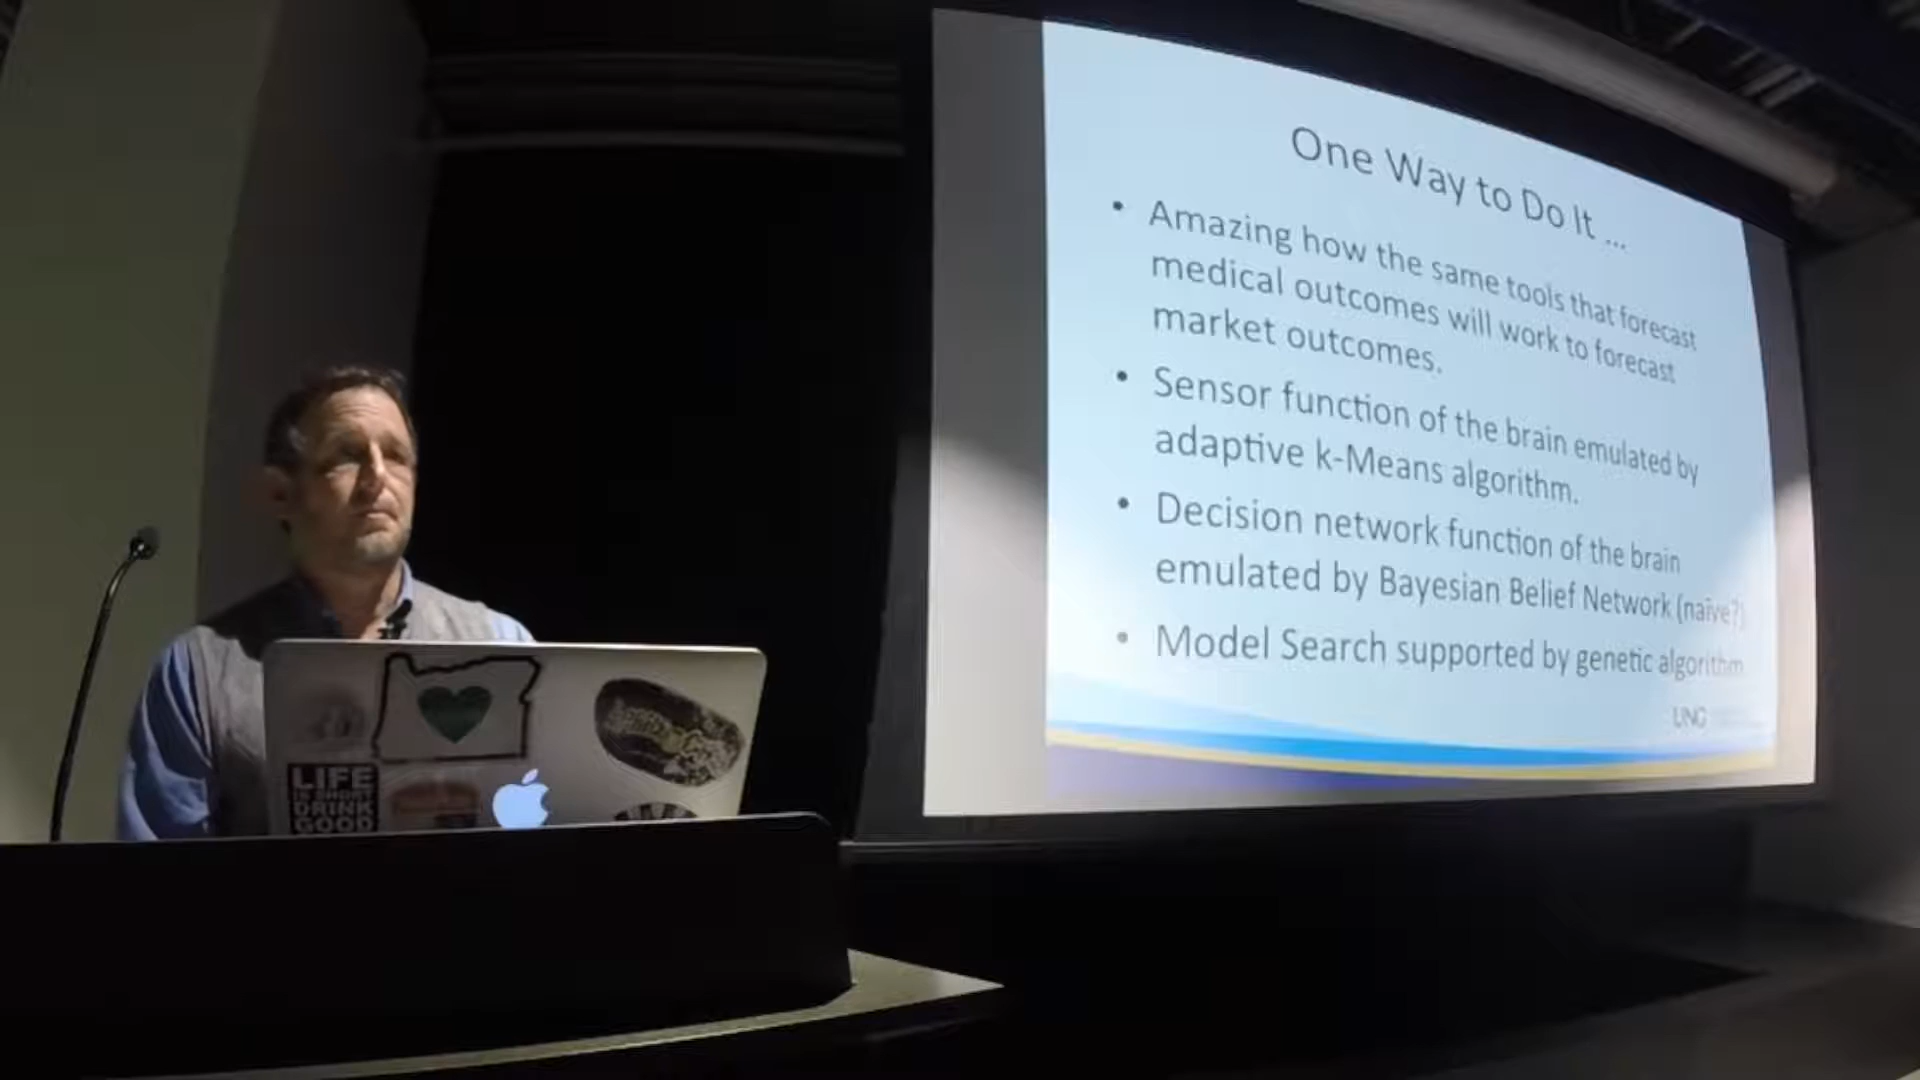 One Way to Do It ...
• Amazing how the same tools that forecast
medical outcomes will work to forecast
market outcomes.
• Sensor function of the brain emulated by
adaptive k-Means algorithm.
• Decision network function of the brain
emulated by Bayesian Belief Network (naïve?)
• Model Search supported by genetic algorithm
UNG
LIFE
IS SHORT
DRINK
GOOD